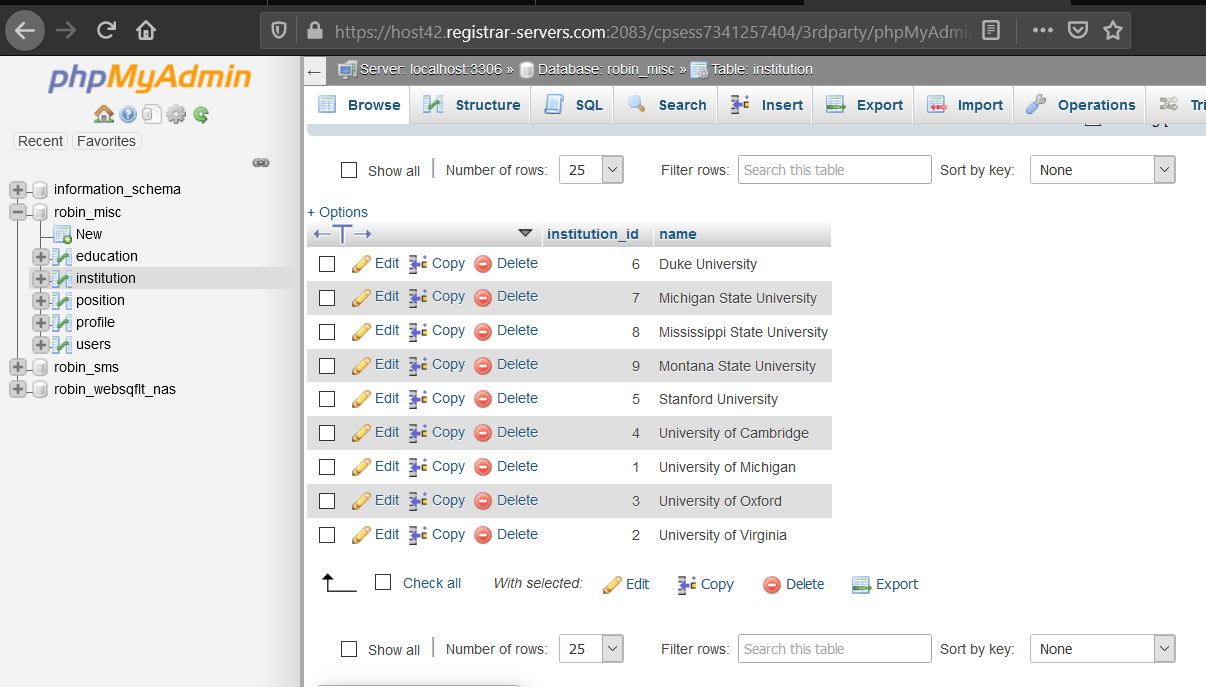 https://host42.registrar-servers.com:2083/cpsess7341257404/3rdparty/phpMyAdmin
phpMyAdmin
Recent Favorites
information_schema
robin_misc
New
education
institution
position
profile
users
robin_sms
robin_websqflt_nas
Server: localhost:3306 » Database: robin_misc » Table: institution
Browse Structure SQL Search Insert Export Import Operations Tri
Show all Number of rows: 25 Filter rows: Search this table Sort by key: None
+ Options
institution_id name
Edit Copy Delete 6 Duke University
Edit Copy Delete 7 Michigan State University
Edit Copy Delete 8 Mississippi State University
Edit Copy Delete 9 Montana State University
Edit Copy Delete 5 Stanford University
Edit Copy Delete 4 University of Cambridge
Edit Copy Delete 1 University of Michigan
Edit Copy Delete 3 University of Oxford
Edit Copy Delete 2 University of Virginia
Check all With selected: Edit Copy Delete Export
Show all Number of rows: 25 Filter rows: Search this table Sort by key: None